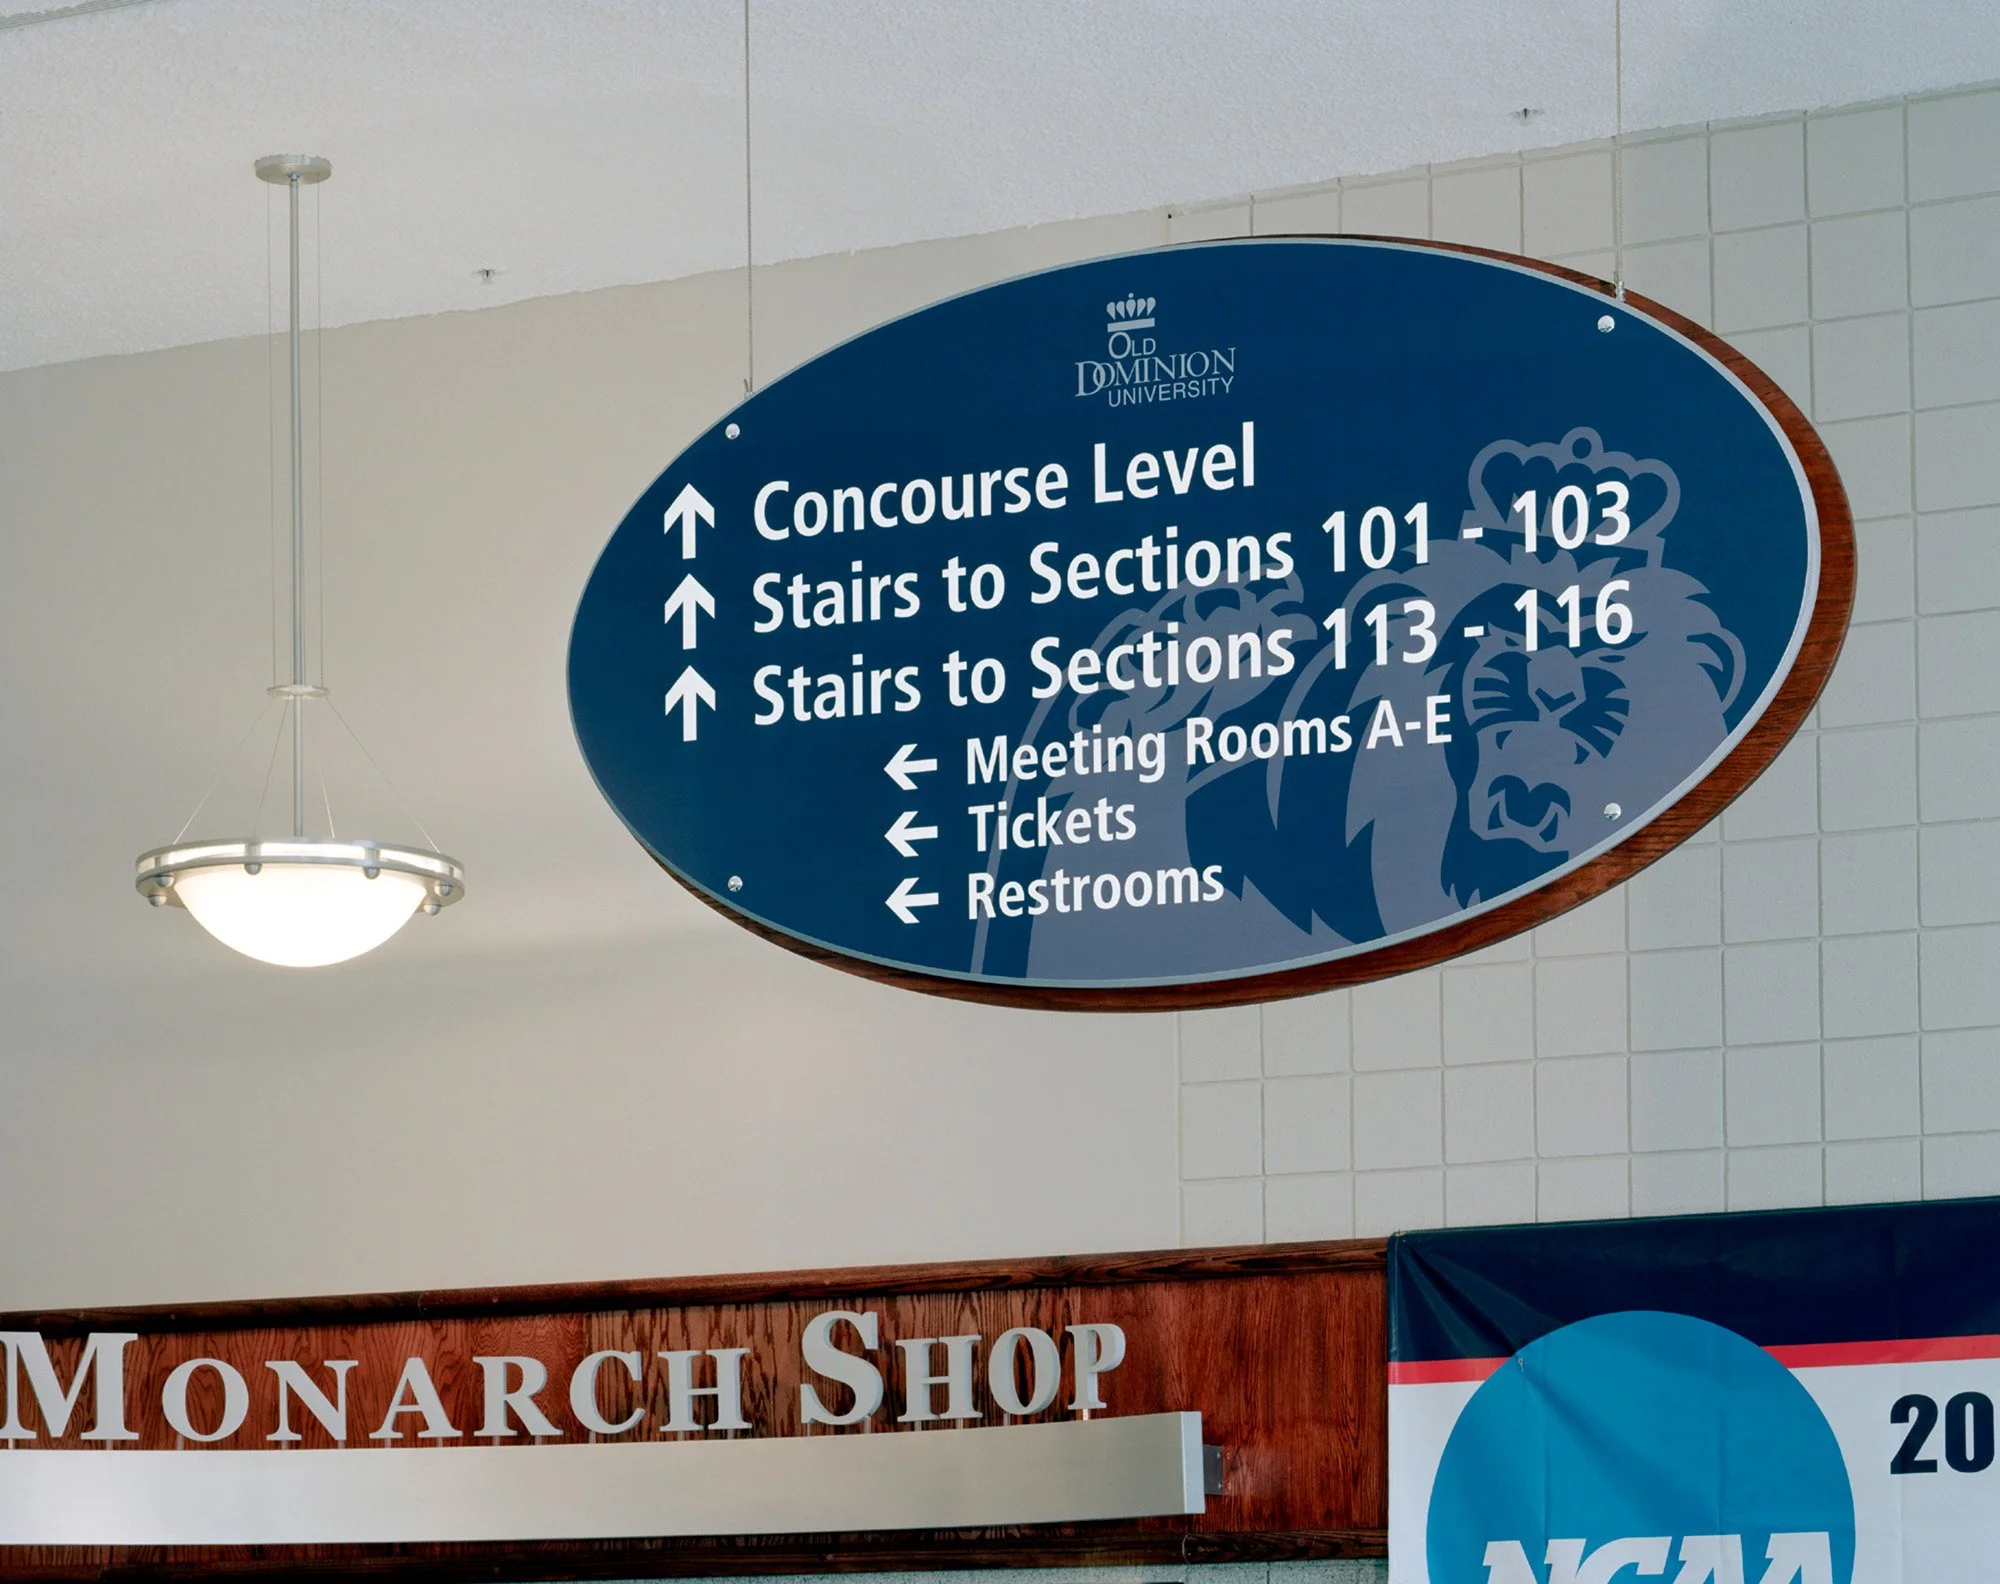 OLD
DOMINION
UNIVERSITY
↑ Concourse Level
↑ Stairs to Sections 101 - 103
↑ Stairs to Sections 113 - 116
← Meeting Rooms A-E
← Tickets
← Restrooms
MONARCH SHOP
20
NCAA